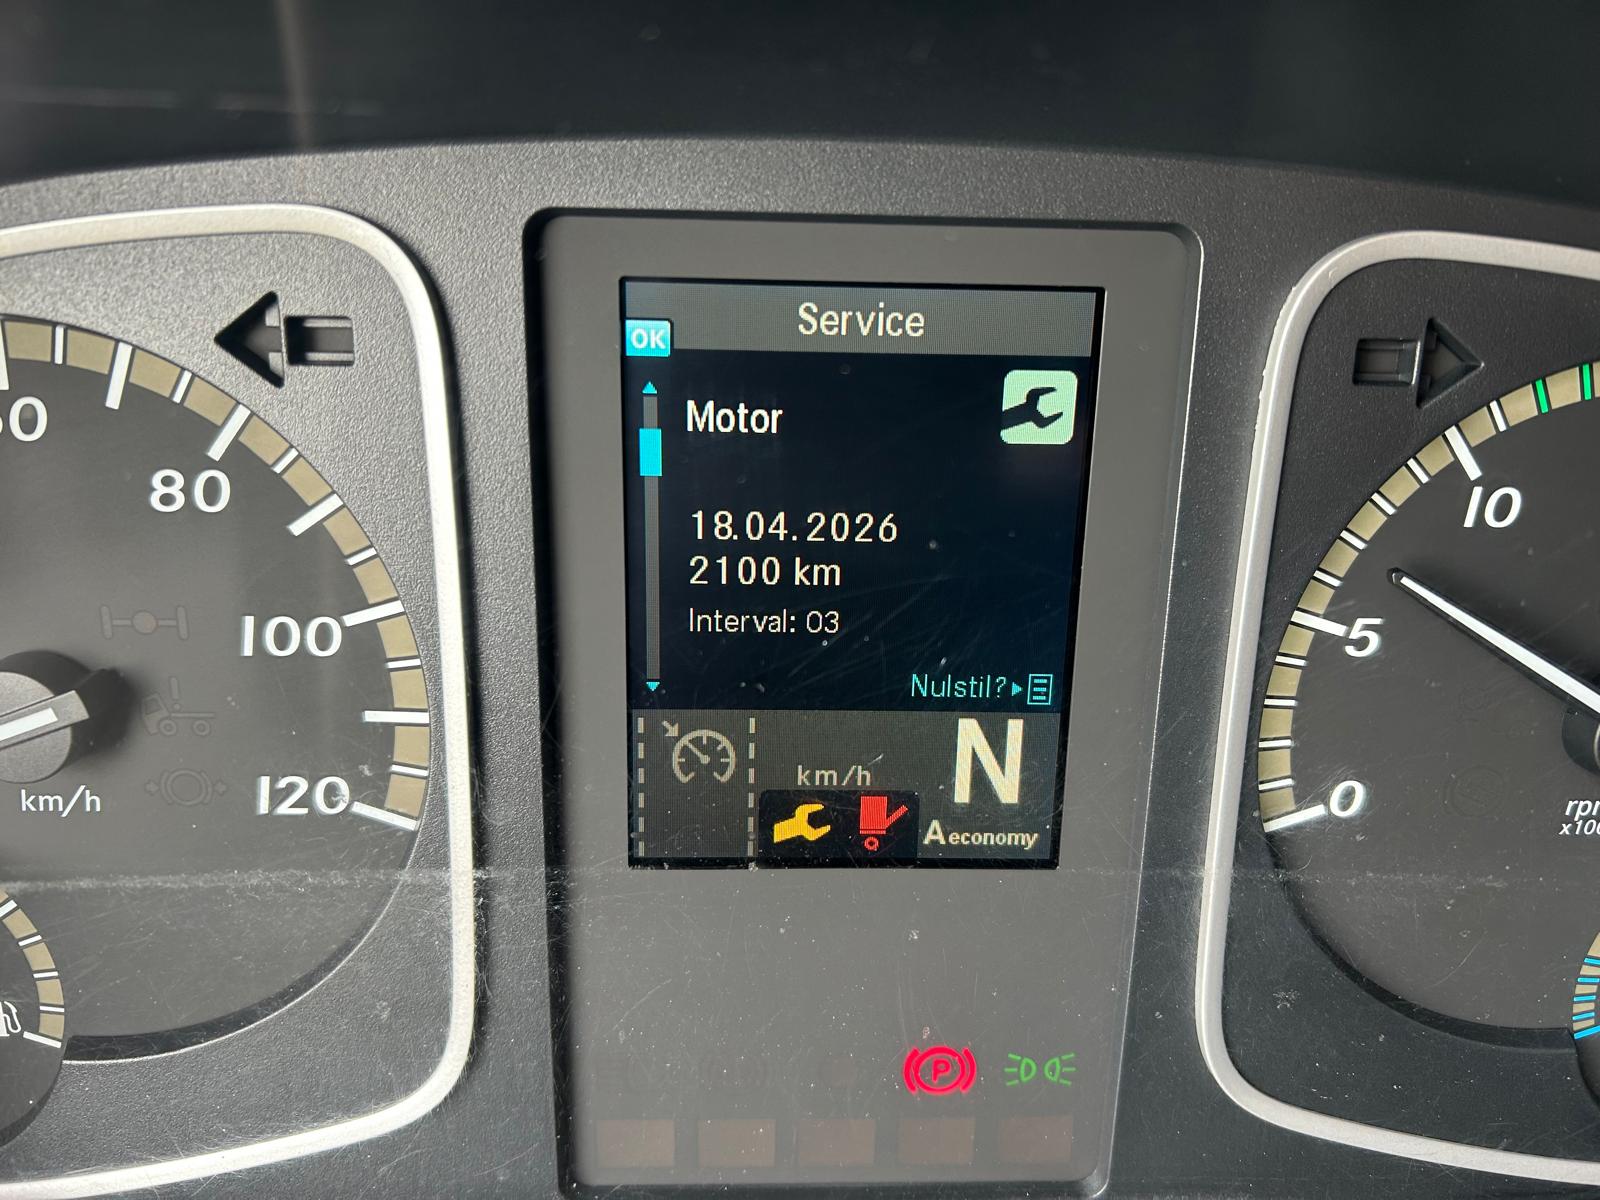 Service
OK
Motor
18.04.2026
2100 km
Interval: 03
Nulstil?
km/h
N
A economy
80
100
120
km/h
10
5
0
P